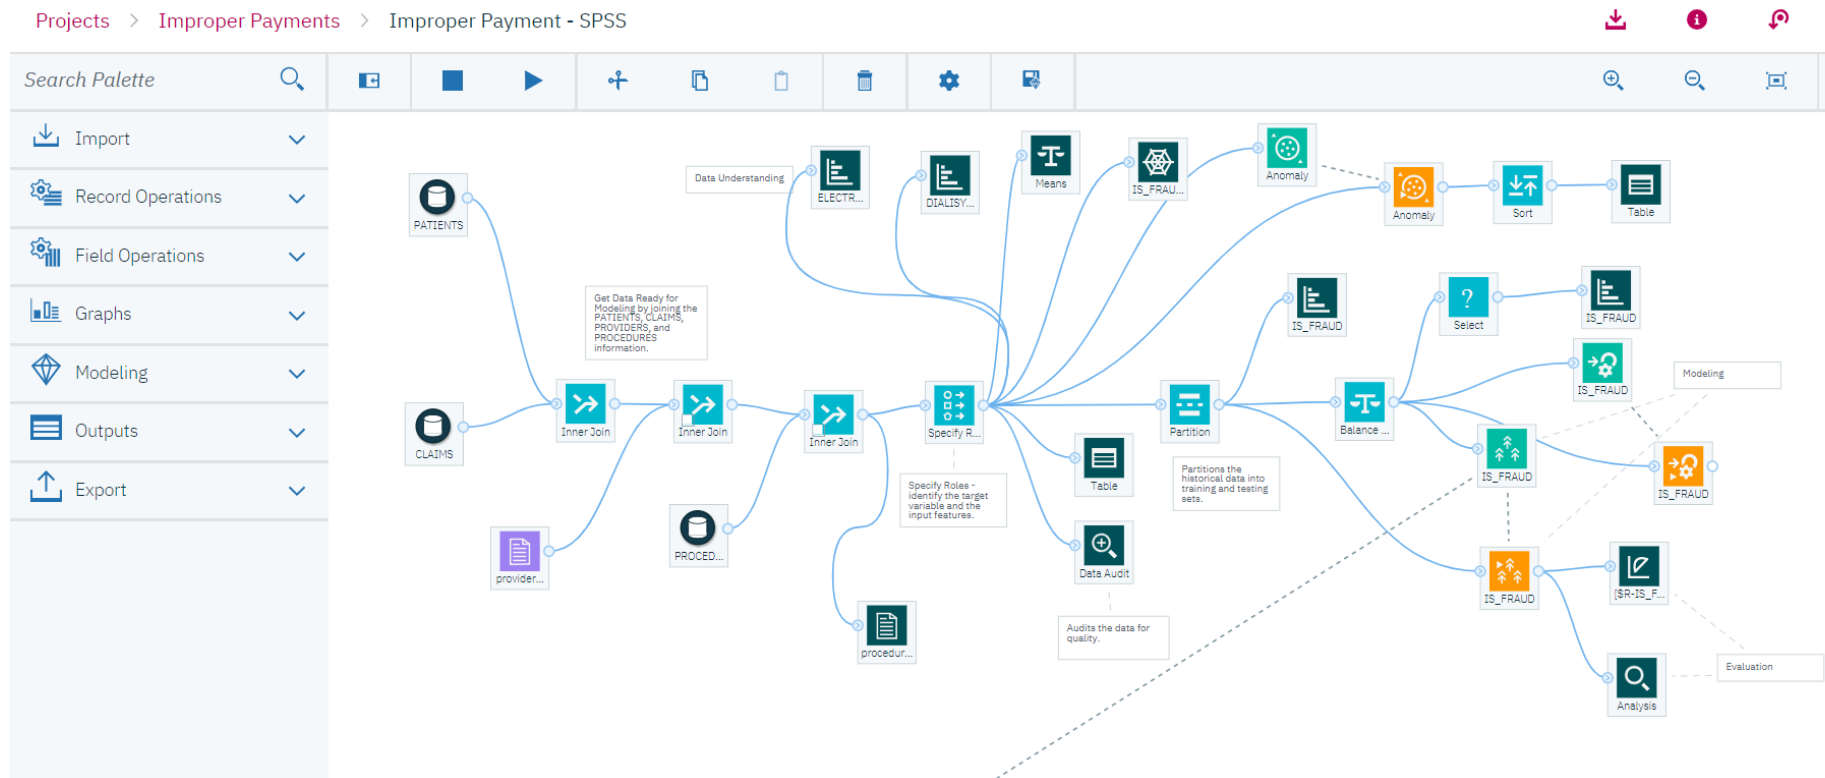 Projects > Improper Payments > Improper Payment - SPSS
Search Palette
Import
Record Operations
Field Operations
Graphs
Modeling
Outputs
Export
PATIENTS
CLAIMS
provider...
PROCED...
Get Data Ready for
Modeling by joining the
PATIENTS, CLAIMS,
PROVIDERS, and
PROCEDURES
information.
Inner Join
Inner Join
Inner Join
procedur...
Data Understanding
ELECTR...
DIALISY...
Means
IS_FRAU...
Anomaly
Anomaly
Sort
Table
Specify R...
Specify Roles -
identify the target
variable and the
input features.
Table
Data Audit
Audits the data for
quality.
Partition
Partitions the
historical data into
training and testing
sets.
IS_FRAUD
Balance ...
?
Select
IS_FRAUD
IS_FRAUD
Modeling
IS_FRAUD
IS_FRAUD
IS_FRAUD
[$R-IS_F...
Evaluation
Analysis